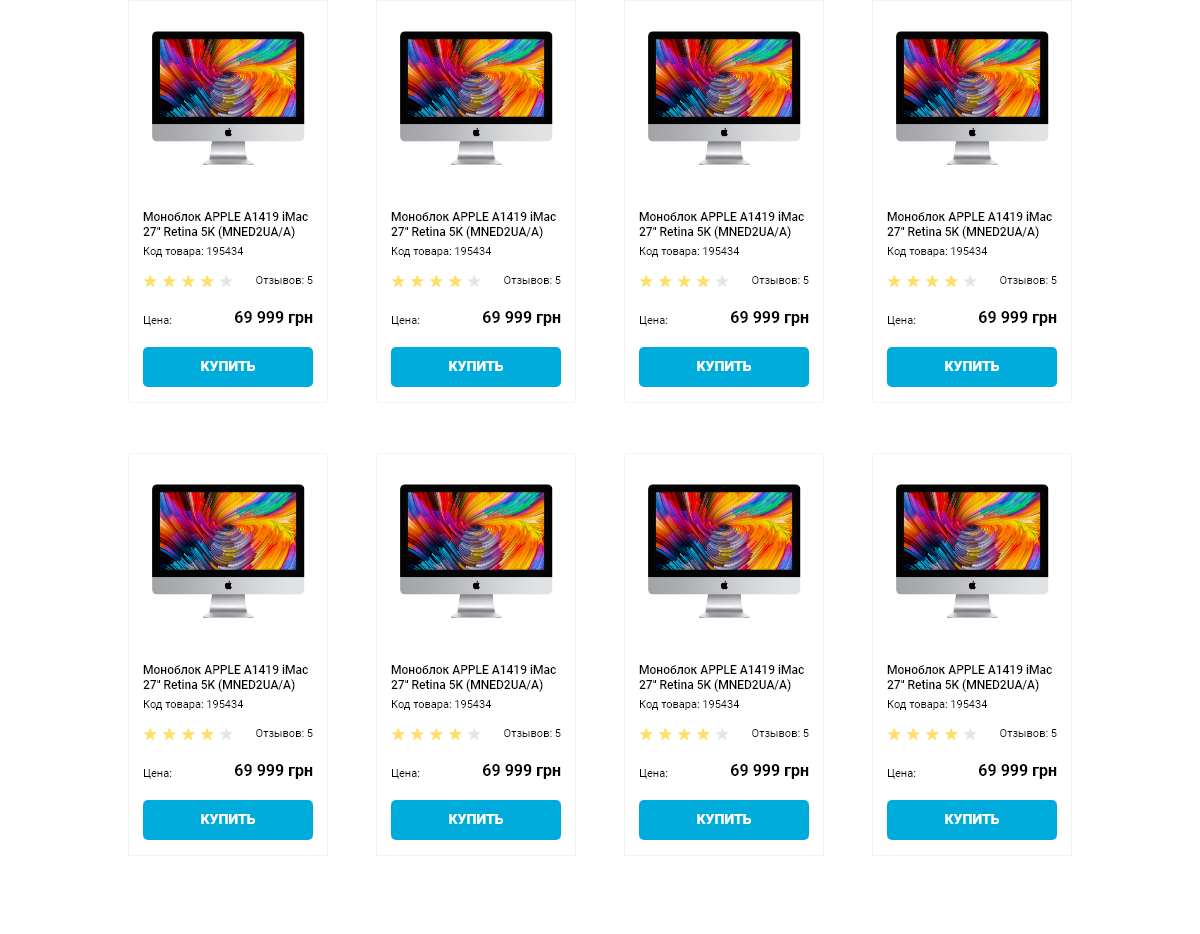 Моноблок APPLE A1419 iMac
27" Retina 5K (MNED2UA/A)
Код товара: 195434
Отзывов: 5
Цена: 69 999 грн
КУПИТЬ
Моноблок APPLE A1419 iMac
27" Retina 5K (MNED2UA/A)
Код товара: 195434
Отзывов: 5
Цена: 69 999 грн
КУПИТЬ
Моноблок APPLE A1419 iMac
27" Retina 5K (MNED2UA/A)
Код товара: 195434
Отзывов: 5
Цена: 69 999 грн
КУПИТЬ
Моноблок APPLE A1419 iMac
27" Retina 5K (MNED2UA/A)
Код товара: 195434
Отзывов: 5
Цена: 69 999 грн
КУПИТЬ
Моноблок APPLE A1419 iMac
27" Retina 5K (MNED2UA/A)
Код товара: 195434
Отзывов: 5
Цена: 69 999 грн
КУПИТЬ
Моноблок APPLE A1419 iMac
27" Retina 5K (MNED2UA/A)
Код товара: 195434
Отзывов: 5
Цена: 69 999 грн
КУПИТЬ
Моноблок APPLE A1419 iMac
27" Retina 5K (MNED2UA/A)
Код товара: 195434
Отзывов: 5
Цена: 69 999 грн
КУПИТЬ
Моноблок APPLE A1419 iMac
27" Retina 5K (MNED2UA/A)
Код товара: 195434
Отзывов: 5
Цена: 69 999 грн
КУПИТЬ